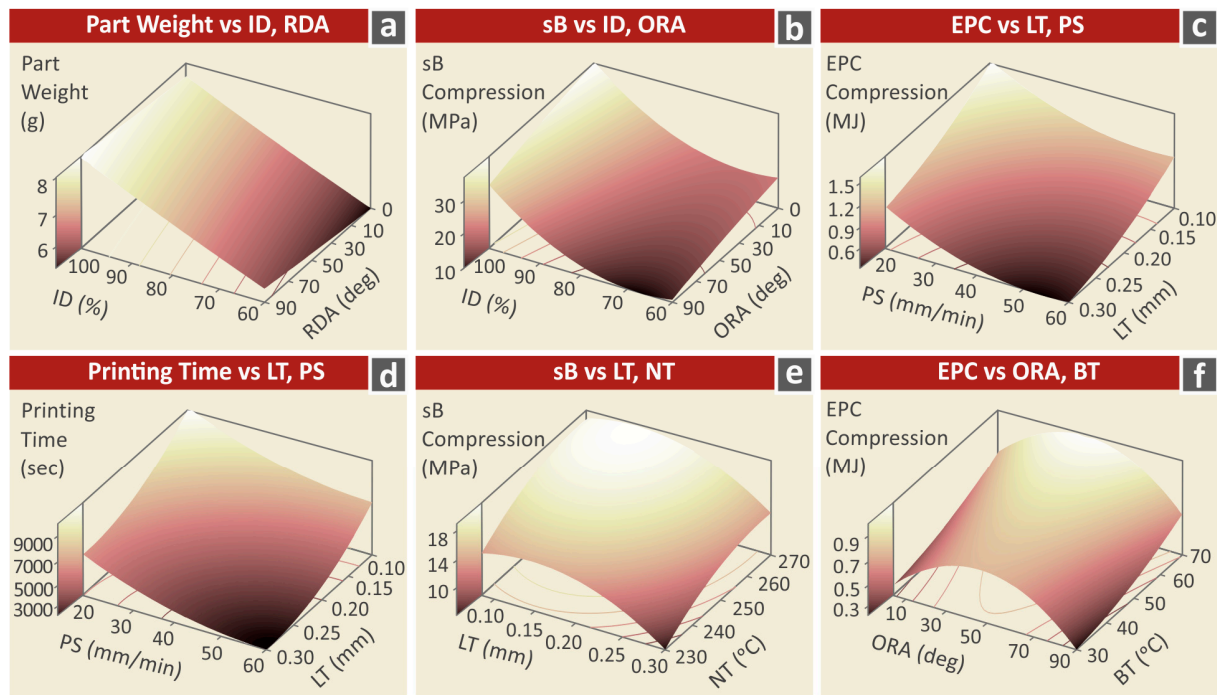 Part Weight vs ID, RDA
a
Part
Weight
(g)
8
7
6
100
90
80
70
60
ID (%)
0
10
30
50
70
90
RDA (deg)
sB vs ID, ORA
b
sB
Compression
(MPa)
30
20
10
100
90
80
70
60
ID (%)
0
10
30
50
70
90
ORA (deg)
EPC vs LT, PS
c
EPC
Compression
(MJ)
1.5
1.2
0.9
0.6
20
30
40
50
60
PS (mm/min)
0.10
0.15
0.20
0.25
0.30
LT (mm)
Printing Time vs LT, PS
d
Printing
Time
(sec)
9000
7000
5000
3000
20
30
40
50
60
PS (mm/min)
0.10
0.15
0.20
0.25
0.30
LT (mm)
sB vs LT, NT
e
sB
Compression
(MPa)
18
14
10
0.10
0.15
0.20
0.25
0.30
LT (mm)
270
260
250
240
230
NT (°C)
EPC vs ORA, BT
f
EPC
Compression
(MJ)
0.9
0.7
0.5
0.3
10
30
50
70
90
ORA (deg)
70
60
50
40
30
BT (°C)